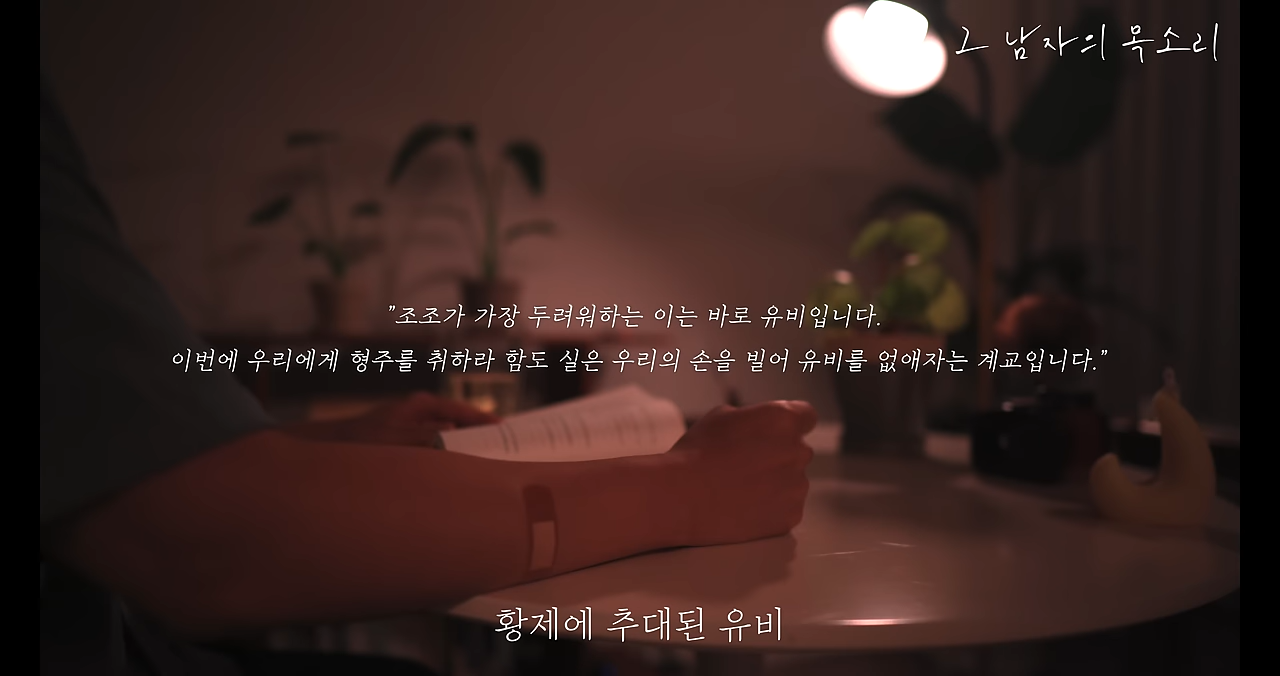 그 남자의 목소리
"조조가 가장 두려워하는 이는 바로 유비입니다.
이번에 우리에게 형주를 취하라 함도 실은 우리의 손을 빌어 유비를 없애자는 계교입니다."
황제에 추대된 유비